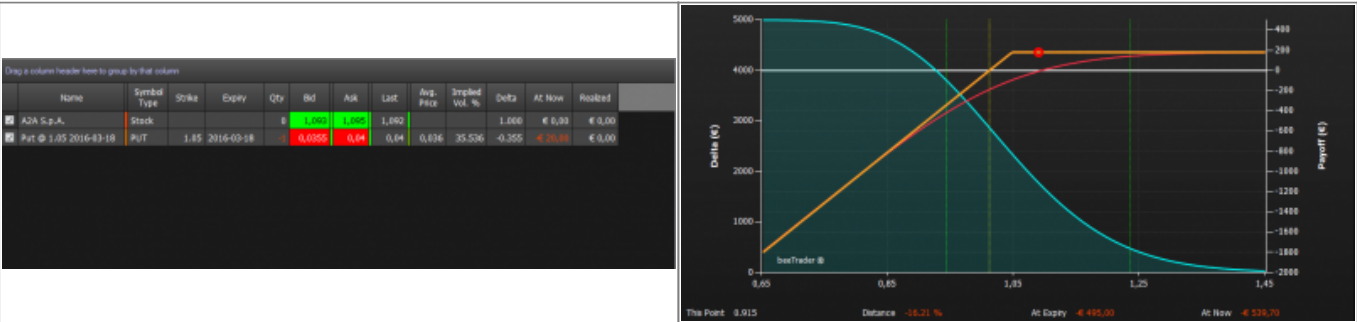 Drag a column header here to group by that column
Name Symbol Type Strike Expiry Qty Bid Ask Last Avg. Price Implied Vol. % Delta At Now Realized
A2A S.p.A. Stock 0 1,093 1,095 1,092 1.000 € 0,00 € 0,00
Put @ 1.05 2016-03-18 PUT 1.05 2016-03-18 -1 0,0355 0,04 0,04 0,036 35.536 -0.355 -€ 20,00 € 0,00
5000
4000
3000
2000
1000
0
Delta (€)
400
200
0
-200
-400
-600
-800
-1000
-1200
-1400
-1600
-1800
-2000
Payoff (€)
beeTrader ®
0,65 0,85 1,05 1,25 1,45
This Point 0.915 Distance -16.21 % At Expiry -€ 495,00 At Now -€ 539,70